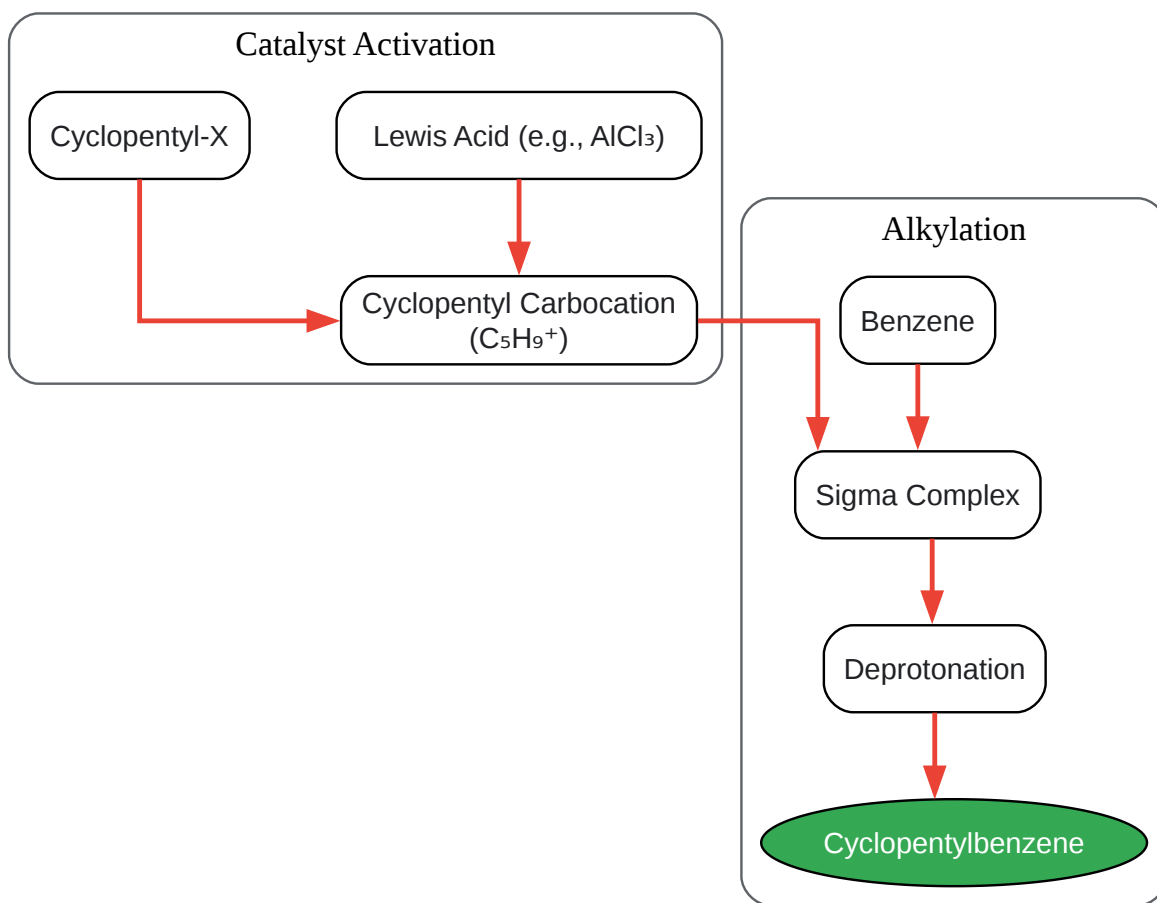 Catalyst Activation
Cyclopentyl-X
Lewis Acid (e.g., AlCl₃)
Cyclopentyl Carbocation
(C₅H₉⁺)
Alkylation
Benzene
Sigma Complex
Deprotonation
Cyclopentylbenzene